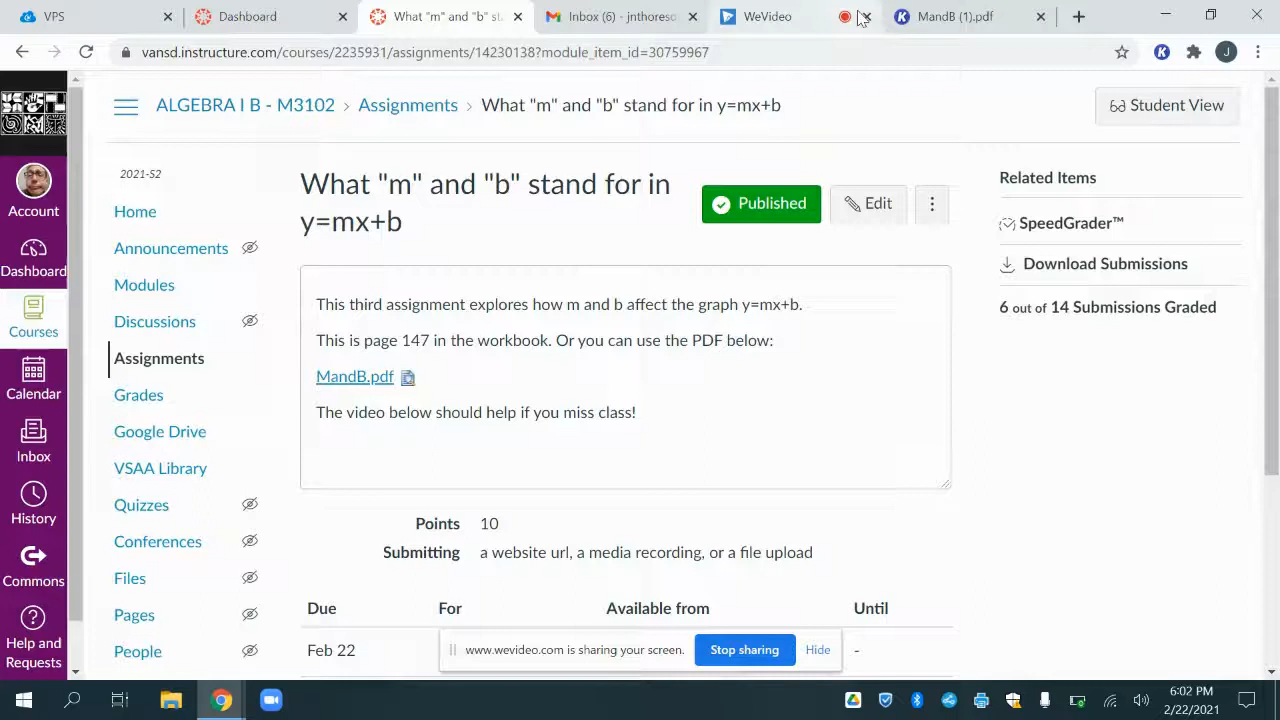 VPS
Dashboard
What "m" and "b" st
Inbox (6) - jnthoreso
WeVideo
MandB (1).pdf
vansd.instructure.com/courses/2235931/assignments/14230138?module_item_id=30759967
J
ALGEBRA I B - M3102 > Assignments > What "m" and "b" stand for in y=mx+b
Student View
2021-S2
Home
Announcements
Modules
Discussions
Assignments
Grades
Google Drive
VSAA Library
Quizzes
Conferences
Files
Pages
People
Account
Dashboard
Courses
Calendar
Inbox
History
Commons
Help and
Requests
What "m" and "b" stand for in
y=mx+b
Published
Edit
This third assignment explores how m and b affect the graph y=mx+b.
This is page 147 in the workbook. Or you can use the PDF below:
MandB.pdf
The video below should help if you miss class!
Points 10
Submitting a website url, a media recording, or a file upload
Due For Available from Until
Feb 22 -
www.wevideo.com is sharing your screen. Stop sharing Hide
Related Items
SpeedGrader™
Download Submissions
6 out of 14 Submissions Graded
6:02 PM
2/22/2021